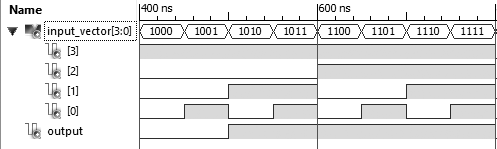 Name 400 ns 600 ns
input_vector[3:0] 1000 1001 1010 1011 1100 1101 1110 1111
[3]
[2]
[1]
[0]
output